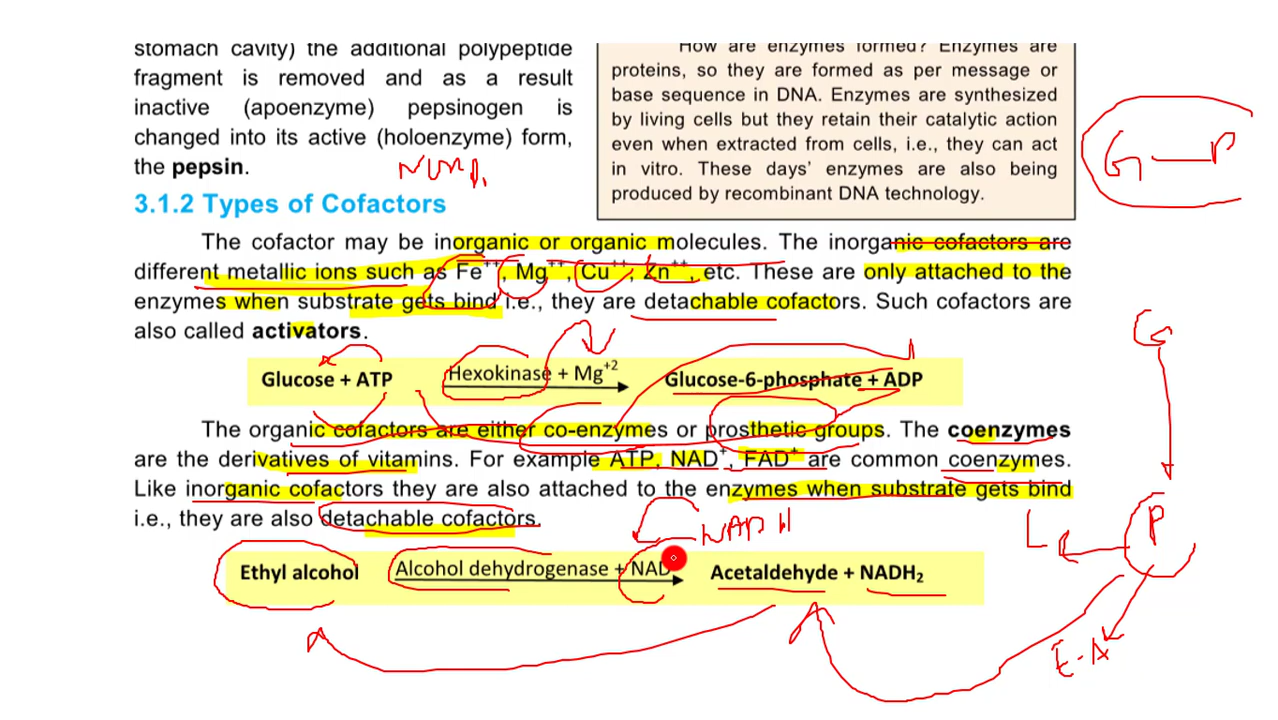 stomach cavity) the additional polypeptide
fragment is removed and as a result
inactive (apoenzyme) pepsinogen is
changed into its active (holoenzyme) form,
the pepsin.
How are enzymes formed? Enzymes are
proteins, so they are formed as per message or
base sequence in DNA. Enzymes are synthesized
by living cells but they retain their catalytic action
even when extracted from cells, i.e., they can act
in vitro. These days' enzymes are also being
produced by recombinant DNA technology.
G — P
3.1.2 Types of Cofactors
The cofactor may be inorganic or organic molecules. The inorganic cofactors are
different metallic ions such as Fe++, Mg++, Cu++, Zn++, etc. These are only attached to the
enzymes when substrate gets bind i.e., they are detachable cofactors. Such cofactors are
also called activators.
G
Glucose + ATP Hexokinase + Mg+2 Glucose-6-phosphate + ADP
The organic cofactors are either co-enzymes or prosthetic groups. The coenzymes
are the derivatives of vitamins. For example ATP, NAD+, FAD+ are common coenzymes.
Like inorganic cofactors they are also attached to the enzymes when substrate gets bind
i.e., they are also detachable cofactors.
NADH
P
L
Ethyl alcohol Alcohol dehydrogenase + NAD Acetaldehyde + NADH₂
E-A